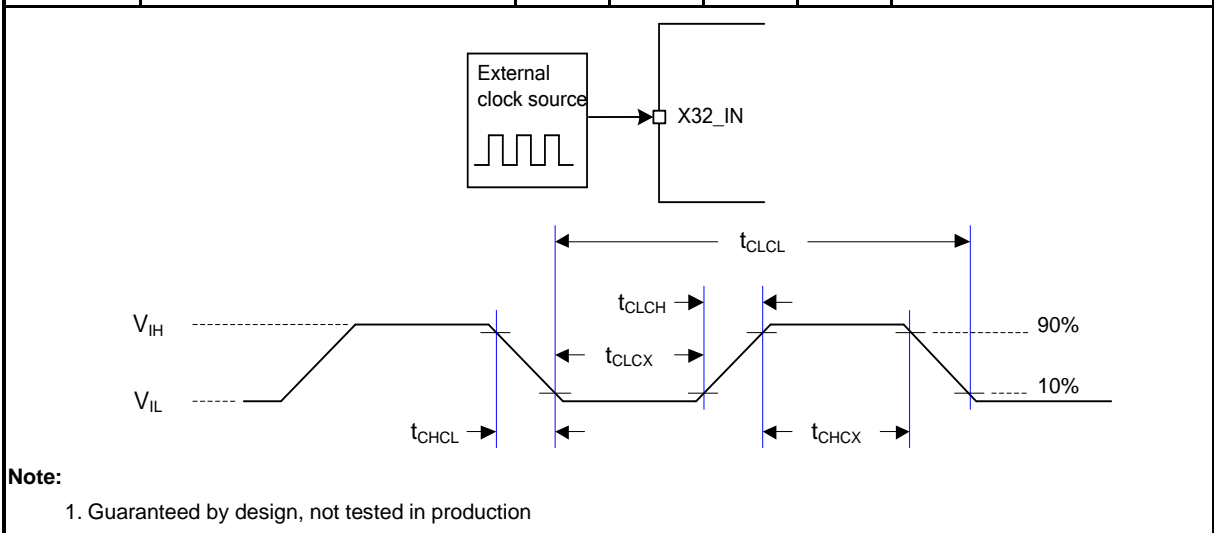 External
clock source
X32_IN
tCLCL
tCLCH
VIH
90%
tCLCX
VIL
10%
tCHCL
tCHCX
Note:
1. Guaranteed by design, not tested in production